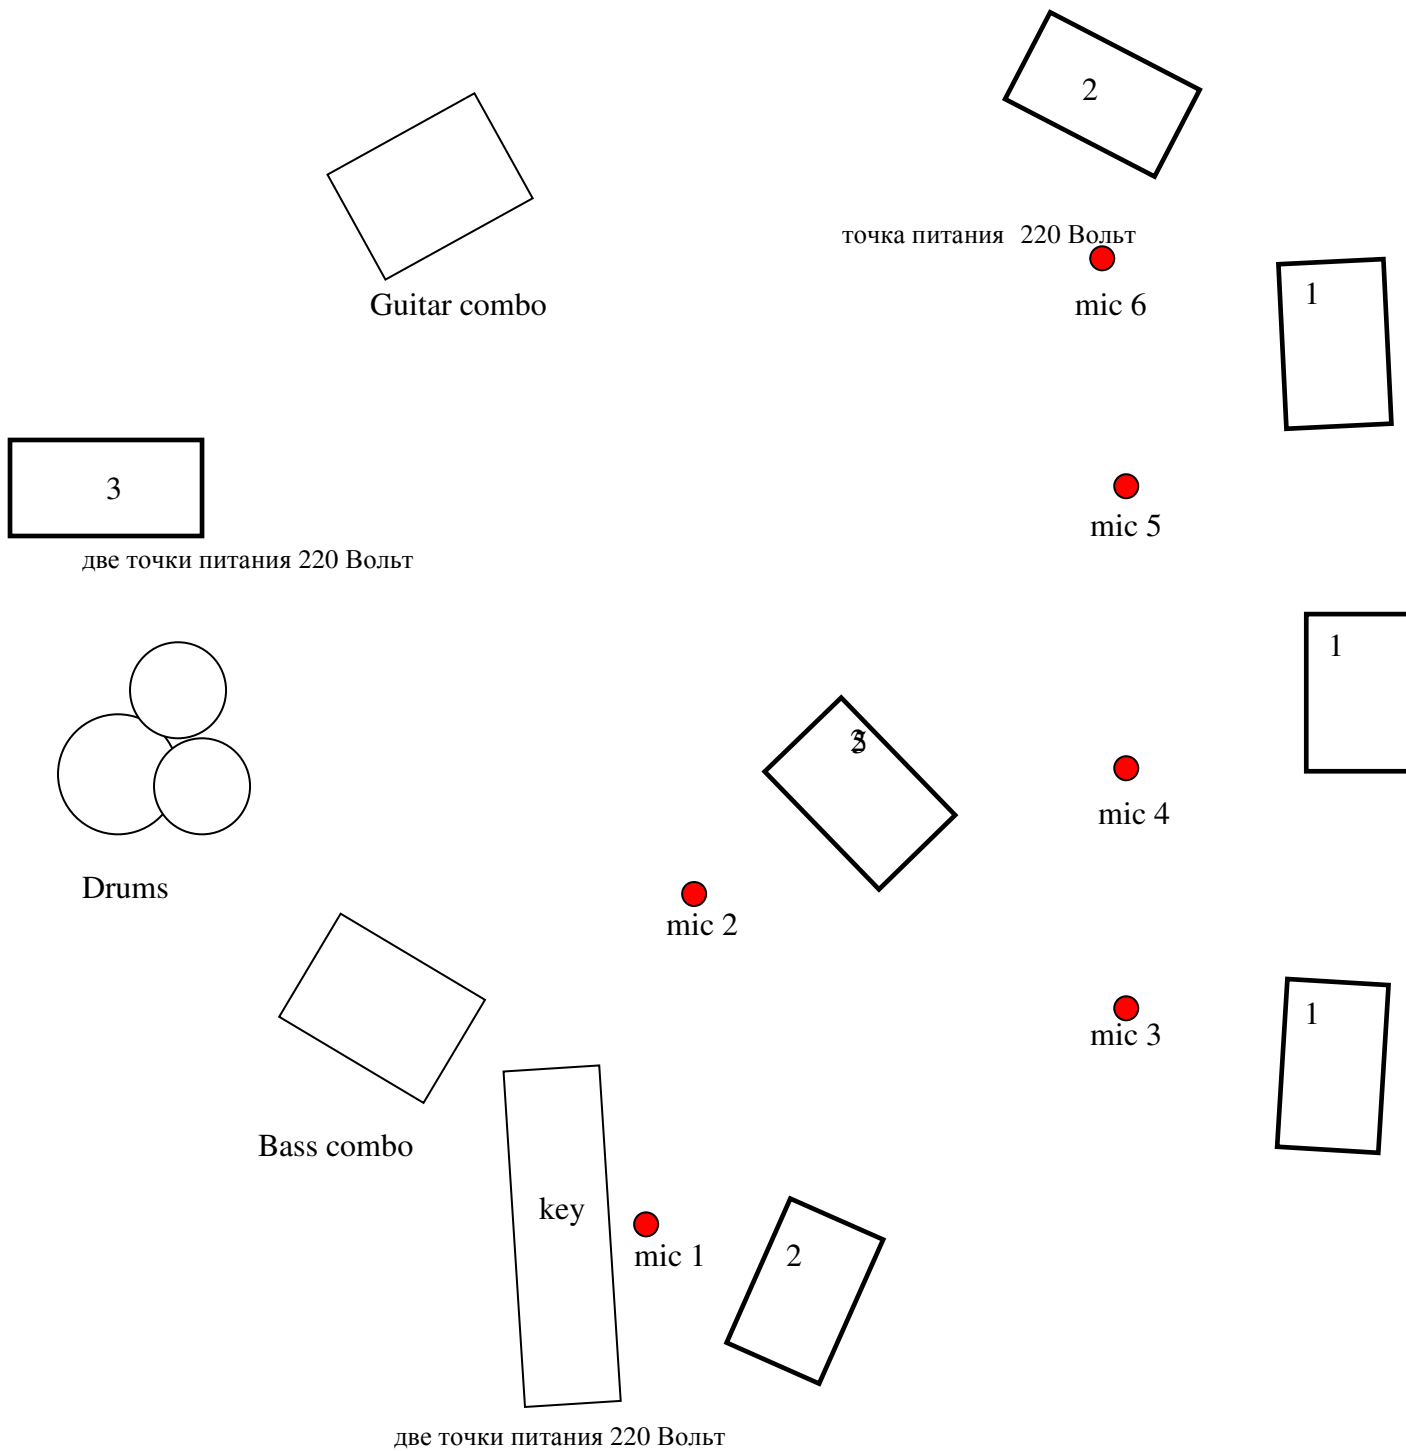 2
точка питания 220 Вольт
Guitar combo
mic 6
1
3
mic 5
две точки питания 220 Вольт
1
mic 4
Drums
mic 2
1
mic 3
Bass combo
key
mic 1
2
две точки питания 220 Вольт